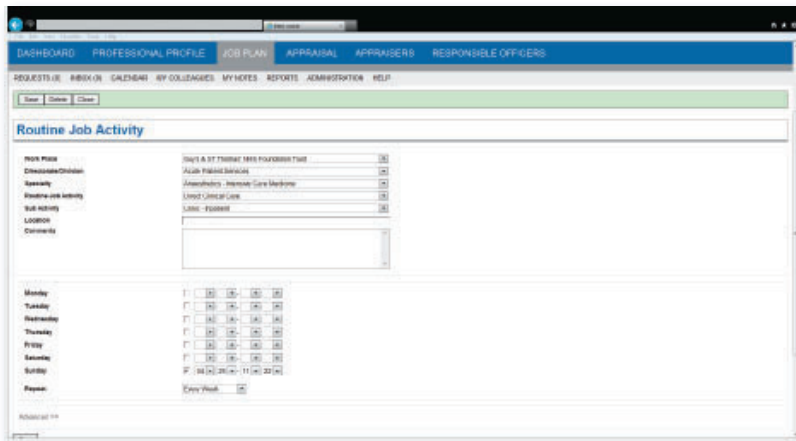 DASHBOARD PROFESSIONAL PROFILE JOB PLAN APPRAISAL APPRAISERS RESPONSIBLE OFFICERS
REQUESTS INBOX CALENDAR MY COLLEAGUES MY NOTES REPORTS ADMINISTRATION HELP
Save Delete Close
Routine Job Activity
Work Place Guy's & ST Thomas' NHS Foundation Trust
Directorate/Division Acute Patient Services
Specialty Anaesthetics - Intensive Care Medicine
Routine Job Activity Direct Clinical Care
Sub Activity Clinic - Inpatient
Location
Comments
Monday
Tuesday
Wednesday
Thursday
Friday
Saturday
Sunday 11
Repeat Every Week
Advanced >>